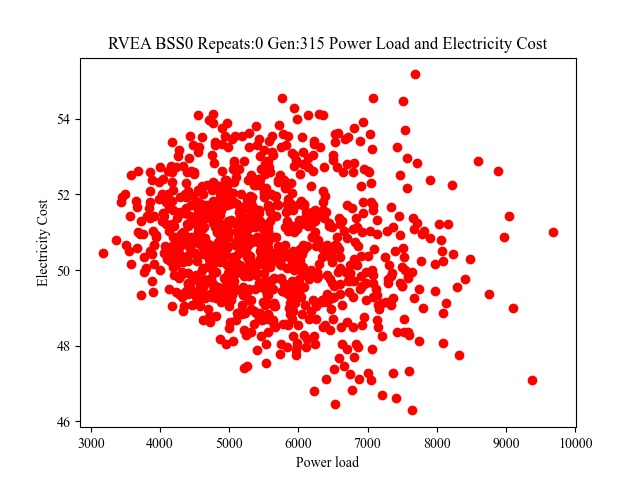 RVEA BSS0 Repeats:0 Gen:315 Power Load and Electricity Cost
54
52
50
48
46
Electricity Cost
3000 4000 5000 6000 7000 8000 9000 10000
Power load